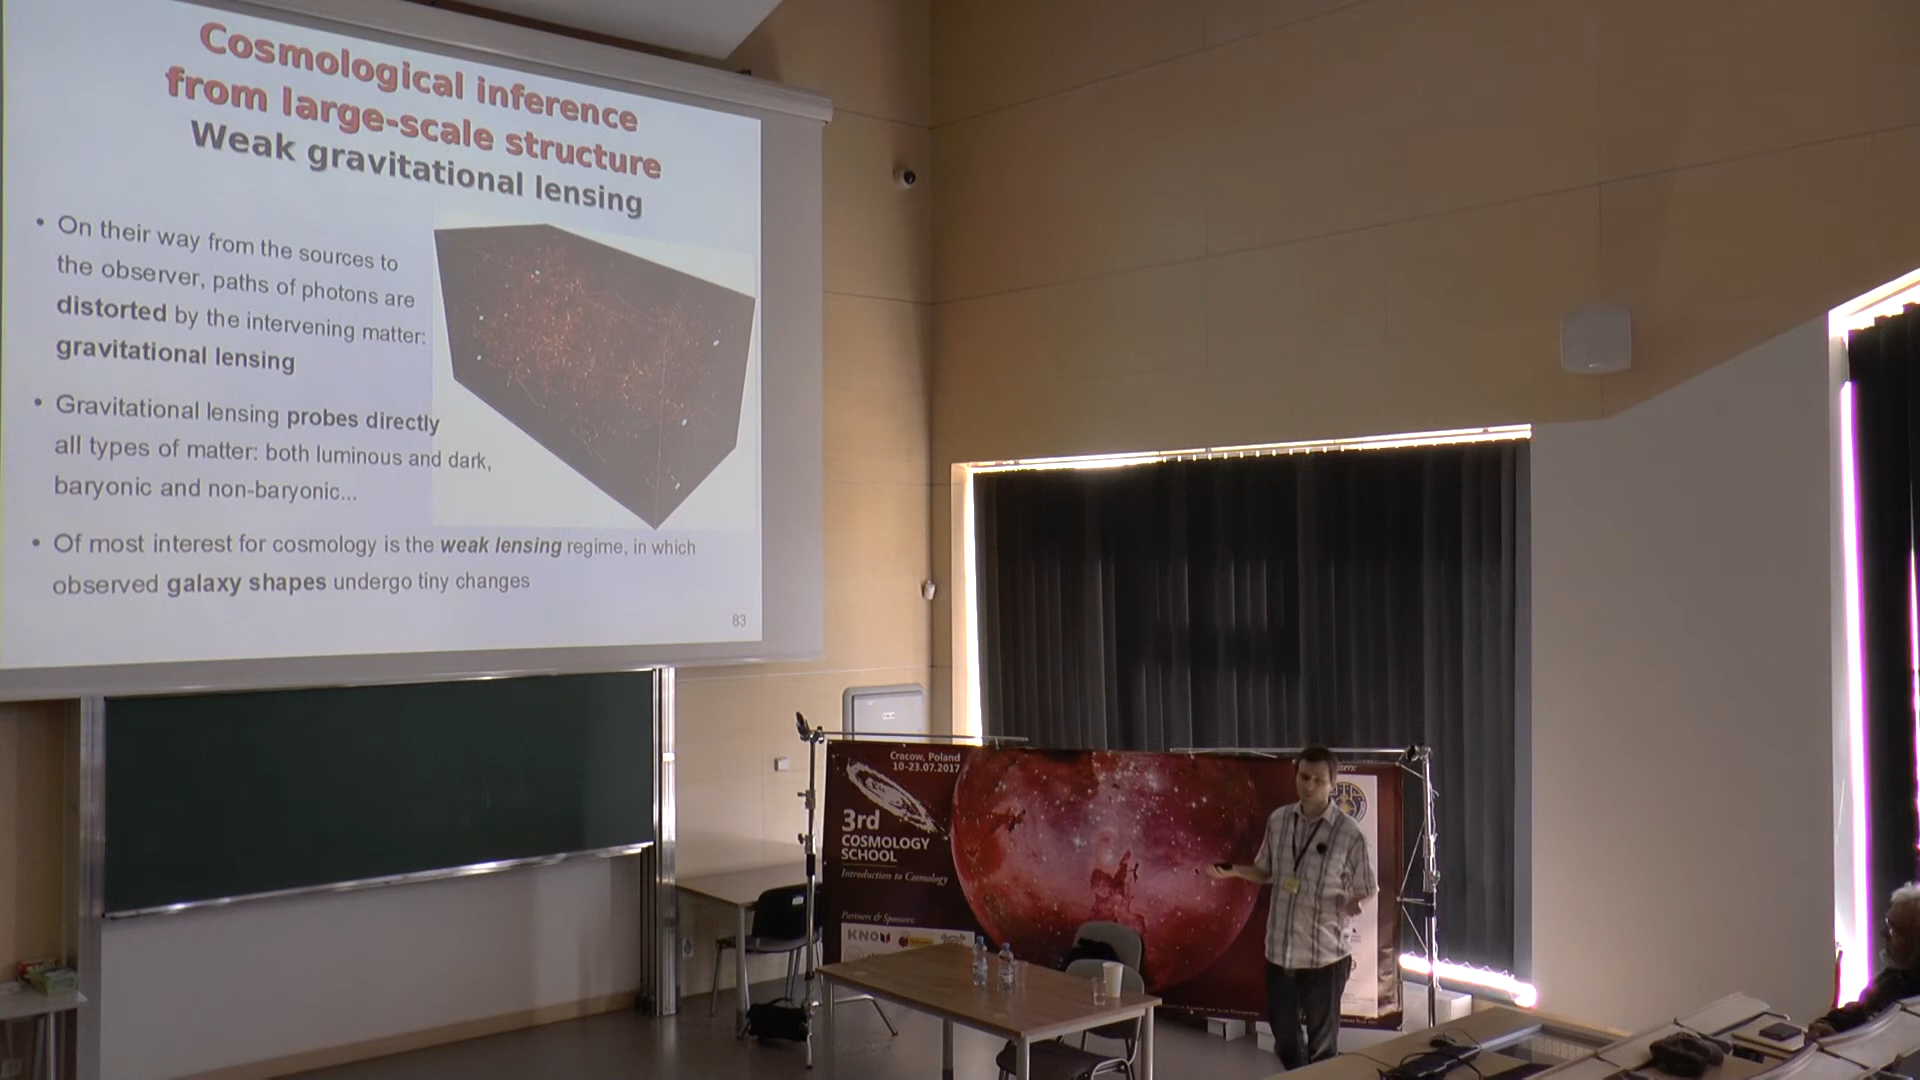 Cosmological inference
from large-scale structure
Weak gravitational lensing
• On their way from the sources to
the observer, paths of photons are
distorted by the intervening matter:
gravitational lensing
• Gravitational lensing probes directly
all types of matter: both luminous and dark,
baryonic and non-baryonic...
• Of most interest for cosmology is the weak lensing regime, in which
observed galaxy shapes undergo tiny changes
83
Cracow, Poland
10-23.07.2017
3rd
COSMOLOGY
SCHOOL
Introduction to Cosmology
Partners & Sponsors:
KNOW